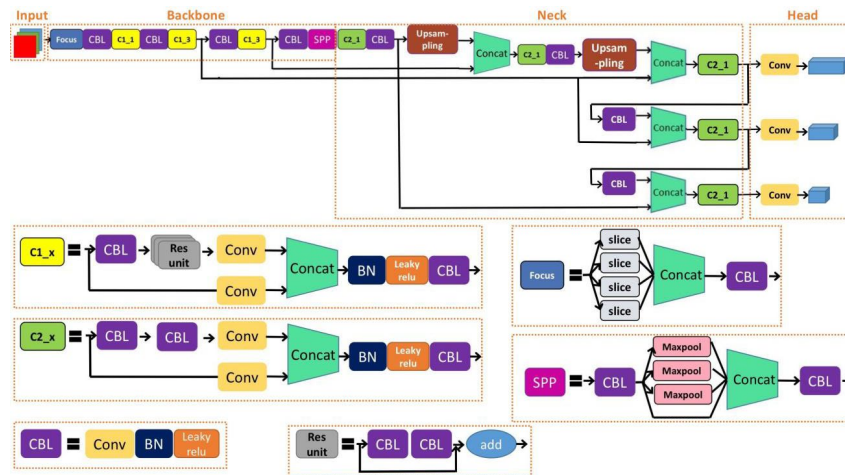 Input Backbone Neck Head
Focus CBL C1_1 CBL C1_3 CBL C1_3 CBL SPP C2_1 CBL Upsam-
pling
Concat
C2_1 CBL Upsam
-pling
Concat
C2_1 Conv
CBL Concat C2_1 Conv
CBL Concat C2_1 Conv
C1_x = CBL Res
unit
Conv
Conv
Concat
BN Leaky
relu
CBL
Focus = slice
slice
slice
slice
Concat CBL
C2_x = CBL CBL Conv
Conv
Concat
BN Leaky
relu
CBL
SPP = CBL Maxpool
Maxpool
Maxpool
Concat CBL
CBL = Conv BN Leaky
relu
Res
unit
= CBL CBL add